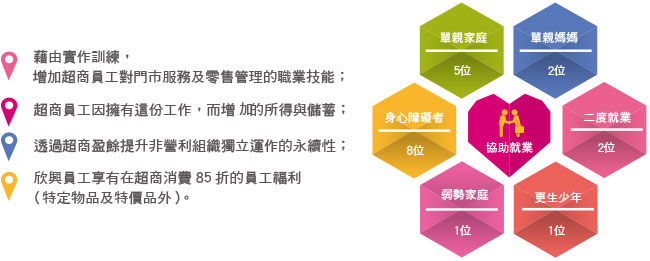 藉由實作訓練，
增加超商員工對門市服務及零售管理的職業技能；
超商員工因擁有這份工作，而增 加的所得與儲蓄；
透過超商盈餘提升非營利組織獨立運作的永續性；
欣興員工享有在超商消費 85 折的員工福利
（特定物品及特價品外）。
單親家庭
5位
單親媽媽
2位
身心障礙者
8位
協助就業
二度就業
2位
弱勢家庭
1位
更生少年
1位